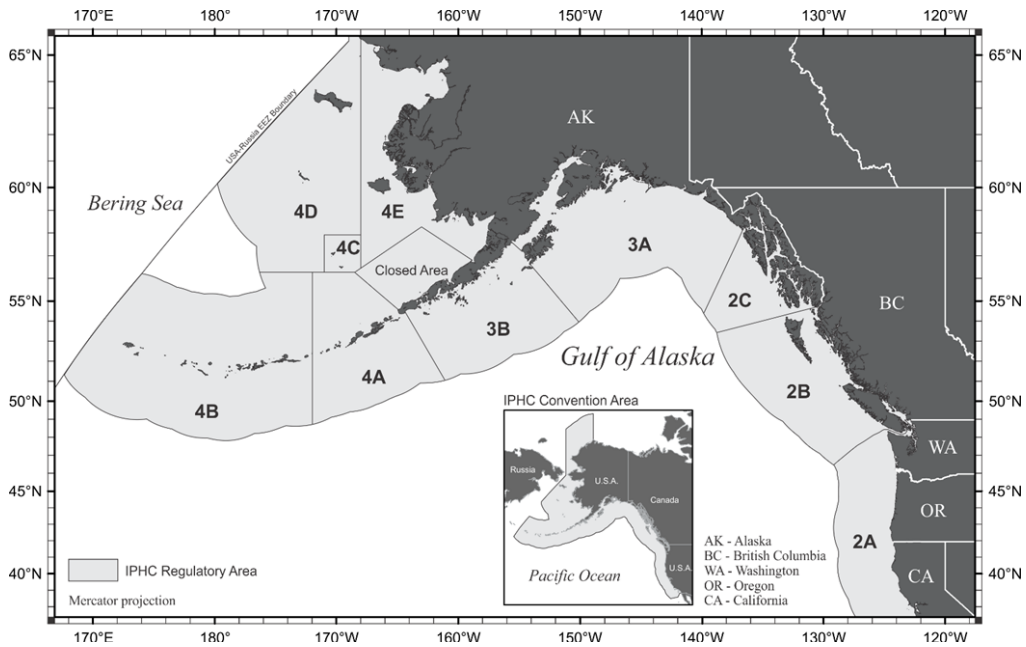 170°E 180° 170°W 160°W 150°W 140°W 130°W 120°W
65°N 65°N
USA-Russia EEZ Boundary
AK
60°N 60°N
Bering Sea
4D 4E
3A
4C
Closed Area
55°N 2C BC 55°N
3B
Gulf of Alaska
4A 2B
50°N 4B 50°N
IPHC Convention Area
WA
Russia
U.S.A.
Canada
45°N 45°N
OR
AK - Alaska
2A
BC - British Columbia
IPHC Regulatory Area
U.S.A.
WA - Washington
40°N Pacific Ocean CA 40°N
OR - Oregon
Mercator projection
CA - California
170°E 180° 170°W 160°W 150°W 140°W 130°W 120°W